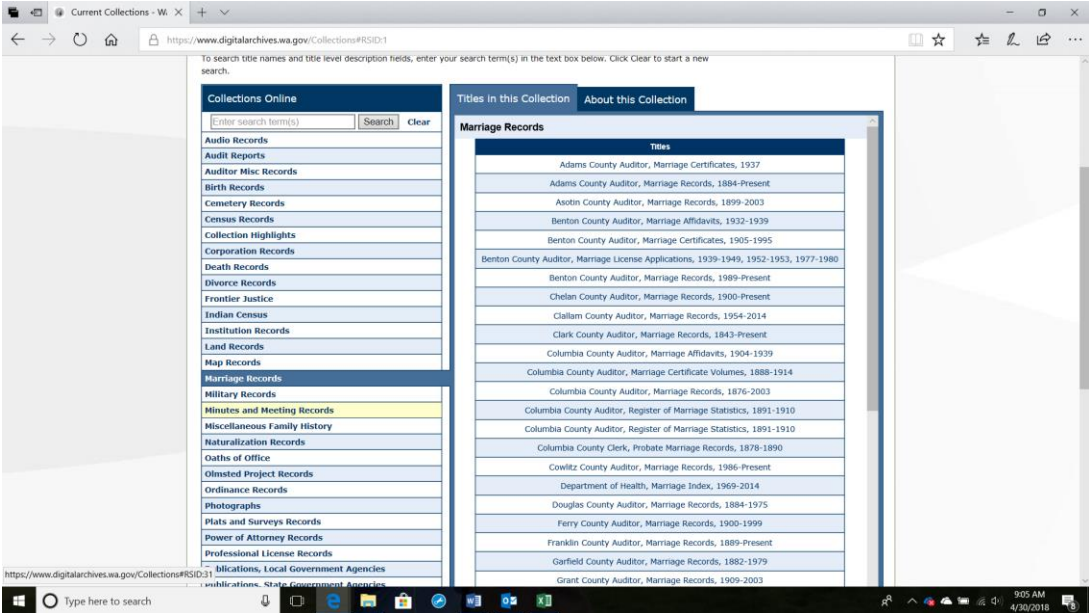 Current Collections - Wa
https://www.digitalarchives.wa.gov/Collections#RSID:1
To search title names and title level description fields, enter your search term(s) in the text box below. Click Clear to start a new
search.
Collections Online
Enter search term(s)
Search
Clear
Audio Records
Audit Reports
Auditor Misc Records
Birth Records
Cemetery Records
Census Records
Collection Highlights
Corporation Records
Death Records
Divorce Records
Frontier Justice
Indian Census
Institution Records
Land Records
Map Records
Marriage Records
Military Records
Minutes and Meeting Records
Miscellaneous Family History
Naturalization Records
Oaths of Office
Olmsted Project Records
Ordinance Records
Photographs
Plats and Surveys Records
Power of Attorney Records
Professional License Records
Publications, Local Government Agencies
Publications, State Government Agencies
Titles in this Collection
About this Collection
Marriage Records
Titles
Adams County Auditor, Marriage Certificates, 1937
Adams County Auditor, Marriage Records, 1884-Present
Asotin County Auditor, Marriage Records, 1899-2003
Benton County Auditor, Marriage Affidavits, 1932-1939
Benton County Auditor, Marriage Certificates, 1905-1995
Benton County Auditor, Marriage License Applications, 1939-1949, 1952-1953, 1977-1980
Benton County Auditor, Marriage Records, 1989-Present
Chelan County Auditor, Marriage Records, 1900-Present
Clallam County Auditor, Marriage Records, 1954-2014
Clark County Auditor, Marriage Records, 1843-Present
Columbia County Auditor, Marriage Affidavits, 1904-1939
Columbia County Auditor, Marriage Certificate Volumes, 1888-1914
Columbia County Auditor, Marriage Records, 1876-2003
Columbia County Auditor, Register of Marriage Statistics, 1891-1910
Columbia County Auditor, Register of Marriage Statistics, 1891-1910
Columbia County Clerk, Probate Marriage Records, 1878-1890
Cowlitz County Auditor, Marriage Records, 1986-Present
Department of Health, Marriage Index, 1969-2014
Douglas County Auditor, Marriage Records, 1884-1975
Ferry County Auditor, Marriage Records, 1900-1999
Franklin County Auditor, Marriage Records, 1889-Present
Garfield County Auditor, Marriage Records, 1882-1979
Grant County Auditor, Marriage Records, 1909-2003
https://www.digitalarchives.wa.gov/Collections#RSID:31
Type here to search
9:05 AM
4/30/2018